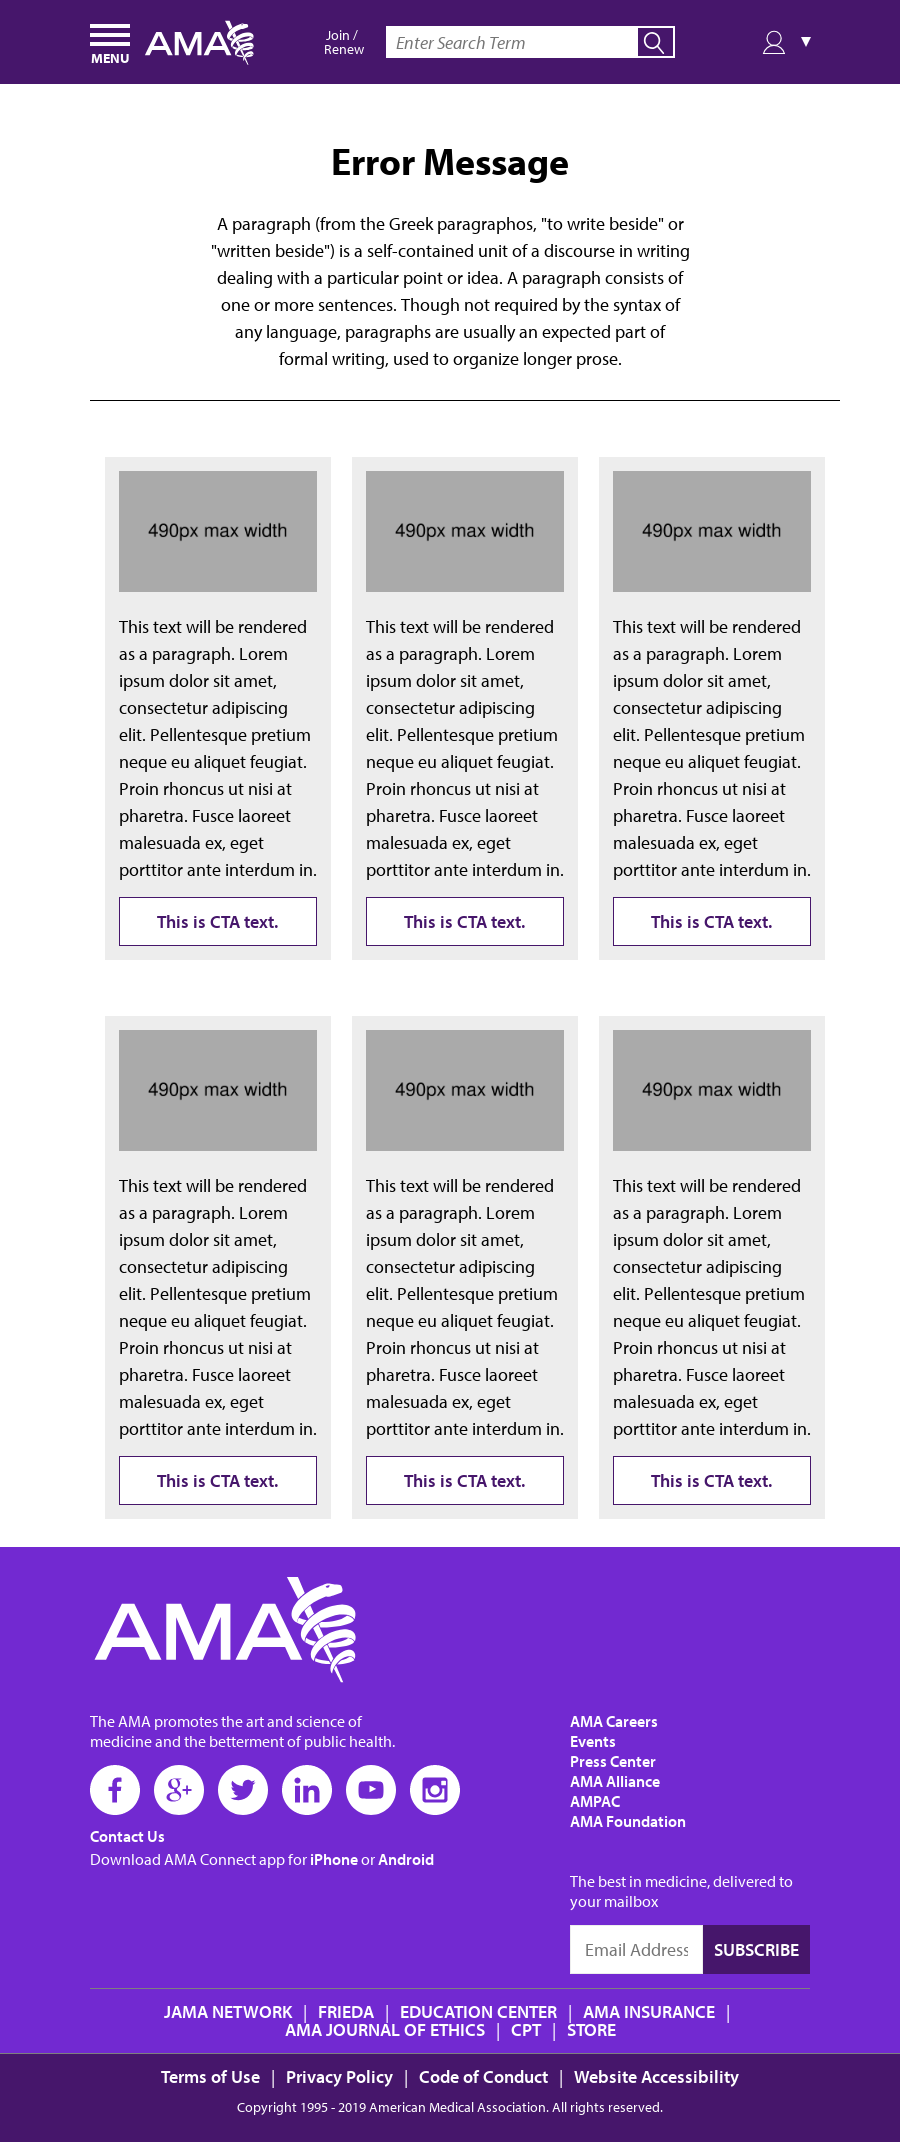 MENU
AMA
Join /
Renew
Enter Search Term
Error Message
A paragraph (from the Greek paragraphos, "to write beside" or
"written beside") is a self-contained unit of a discourse in writing
dealing with a particular point or idea. A paragraph consists of
one or more sentences. Though not required by the syntax of
any language, paragraphs are usually an expected part of
formal writing, used to organize longer prose.
490px max width
This text will be rendered
as a paragraph. Lorem
ipsum dolor sit amet,
consectetur adipiscing
elit. Pellentesque pretium
neque eu aliquet feugiat.
Proin rhoncus ut nisi at
pharetra. Fusce laoreet
malesuada ex, eget
porttitor ante interdum in.
This is CTA text.
490px max width
This text will be rendered
as a paragraph. Lorem
ipsum dolor sit amet,
consectetur adipiscing
elit. Pellentesque pretium
neque eu aliquet feugiat.
Proin rhoncus ut nisi at
pharetra. Fusce laoreet
malesuada ex, eget
porttitor ante interdum in.
This is CTA text.
490px max width
This text will be rendered
as a paragraph. Lorem
ipsum dolor sit amet,
consectetur adipiscing
elit. Pellentesque pretium
neque eu aliquet feugiat.
Proin rhoncus ut nisi at
pharetra. Fusce laoreet
malesuada ex, eget
porttitor ante interdum in.
This is CTA text.
490px max width
This text will be rendered
as a paragraph. Lorem
ipsum dolor sit amet,
consectetur adipiscing
elit. Pellentesque pretium
neque eu aliquet feugiat.
Proin rhoncus ut nisi at
pharetra. Fusce laoreet
malesuada ex, eget
porttitor ante interdum in.
This is CTA text.
490px max width
This text will be rendered
as a paragraph. Lorem
ipsum dolor sit amet,
consectetur adipiscing
elit. Pellentesque pretium
neque eu aliquet feugiat.
Proin rhoncus ut nisi at
pharetra. Fusce laoreet
malesuada ex, eget
porttitor ante interdum in.
This is CTA text.
490px max width
This text will be rendered
as a paragraph. Lorem
ipsum dolor sit amet,
consectetur adipiscing
elit. Pellentesque pretium
neque eu aliquet feugiat.
Proin rhoncus ut nisi at
pharetra. Fusce laoreet
malesuada ex, eget
porttitor ante interdum in.
This is CTA text.
AMA
The AMA promotes the art and science of
medicine and the betterment of public health.
Contact Us
Download AMA Connect app for iPhone or Android
AMA Careers
Events
Press Center
AMA Alliance
AMPAC
AMA Foundation
The best in medicine, delivered to
your mailbox
Email Address
SUBSCRIBE
JAMA NETWORK | FRIEDA | EDUCATION CENTER | AMA INSURANCE |
AMA JOURNAL OF ETHICS | CPT | STORE
Terms of Use | Privacy Policy | Code of Conduct | Website Accessibility
Copyright 1995 - 2019 American Medical Association. All rights reserved.